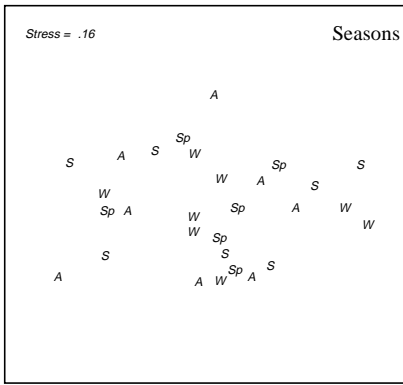 Stress = .16 Seasons
A
Sp
S A S W Sp S
W A S
W
Sp A W Sp A W
W W
Sp
S S
Sp S
A A W A